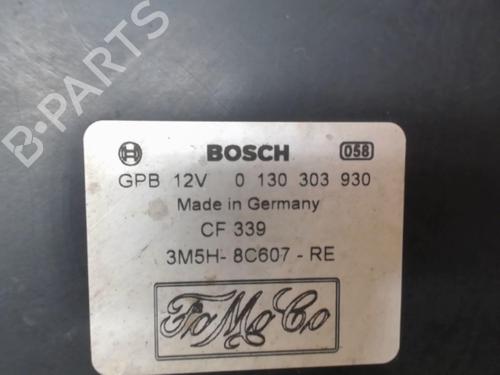 B-PARTS
BOSCH 058
GPB 12V 0 130 303 930
Made in Germany
CF 339
3M5H- 8C607 - RE
FoMoCo